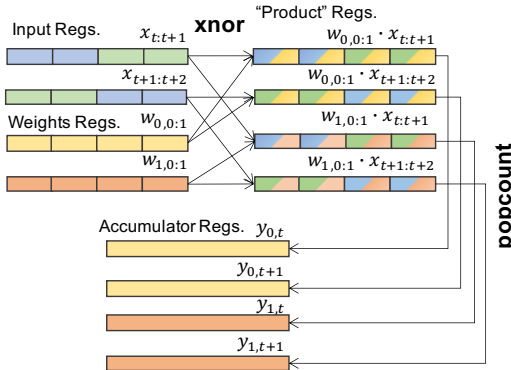 Input Regs.
x_{t:t+1}
xnor
“Product” Regs.
w_{0,0:1} · x_{t:t+1}
x_{t+1:t+2}
w_{0,0:1} · x_{t+1:t+2}
Weights Regs.
w_{0,0:1}
w_{1,0:1} · x_{t:t+1}
w_{1,0:1}
w_{1,0:1} · x_{t+1:t+2}
popcount
Accumulator Regs.
y_{0,t}
y_{0,t+1}
y_{1,t}
y_{1,t+1}